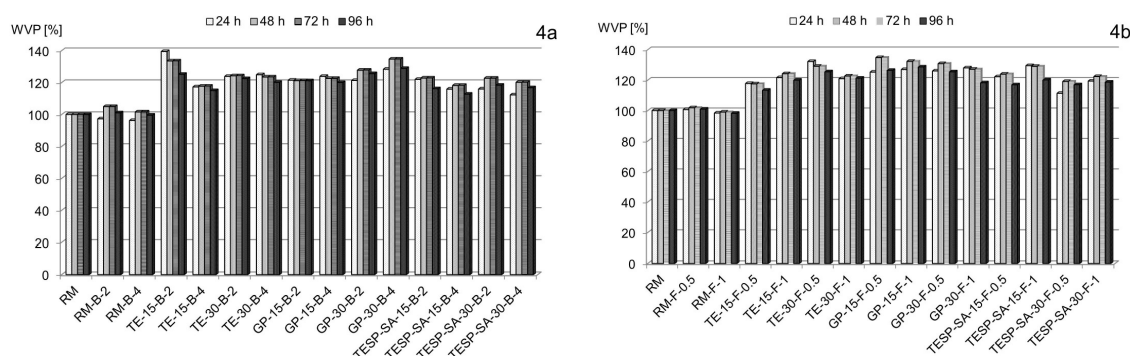 WVP [%]
24 h 48 h 72 h 96 h
4a
140
120
100
80
60
40
20
0
RM
RM-B-2
RM-B-4
TE-15-B-2
TE-15-B-4
TE-30-B-2
TE-30-B-4
GP-15-B-2
GP-15-B-4
GP-30-B-2
GP-30-B-4
TESP-SA-15-B-2
TESP-SA-15-B-4
TESP-SA-30-B-2
TESP-SA-30-B-4
WVP [%]
24 h 48 h 72 h 96 h
4b
140
120
100
80
60
40
20
0
RM
RM-F-0.5
RM-F-1
TE-15-F-0.5
TE-15-F-1
TE-30-F-0.5
TE-30-F-1
GP-15-F-0.5
GP-15-F-1
GP-30-F-0.5
GP-30-F-1
TESP-SA-15-F-0.5
TESP-SA-15-F-1
TESP-SA-30-F-0.5
TESP-SA-30-F-1